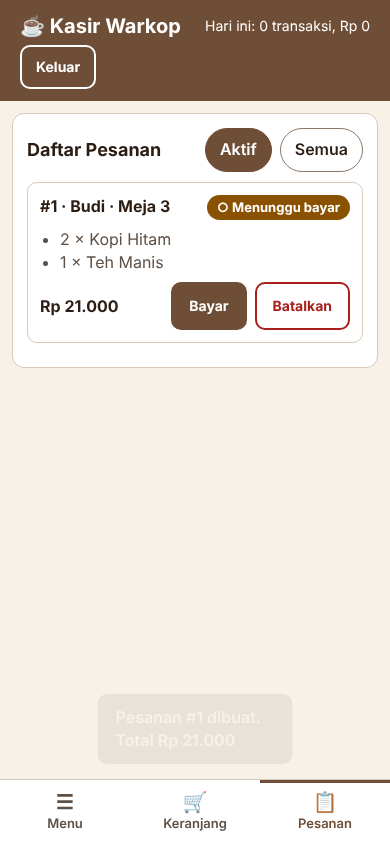 ☕ Kasir Warkop
Hari ini: 0 transaksi, Rp 0
Keluar
Daftar Pesanan
Aktif
Semua
#1 · Budi · Meja 3
○ Menunggu bayar
• 2 × Kopi Hitam
• 1 × Teh Manis
Rp 21.000
Bayar
Batalkan
Pesanan #1 dibuat.
Total Rp 21.000
☰
Menu
🛒
Keranjang
📋
Pesanan